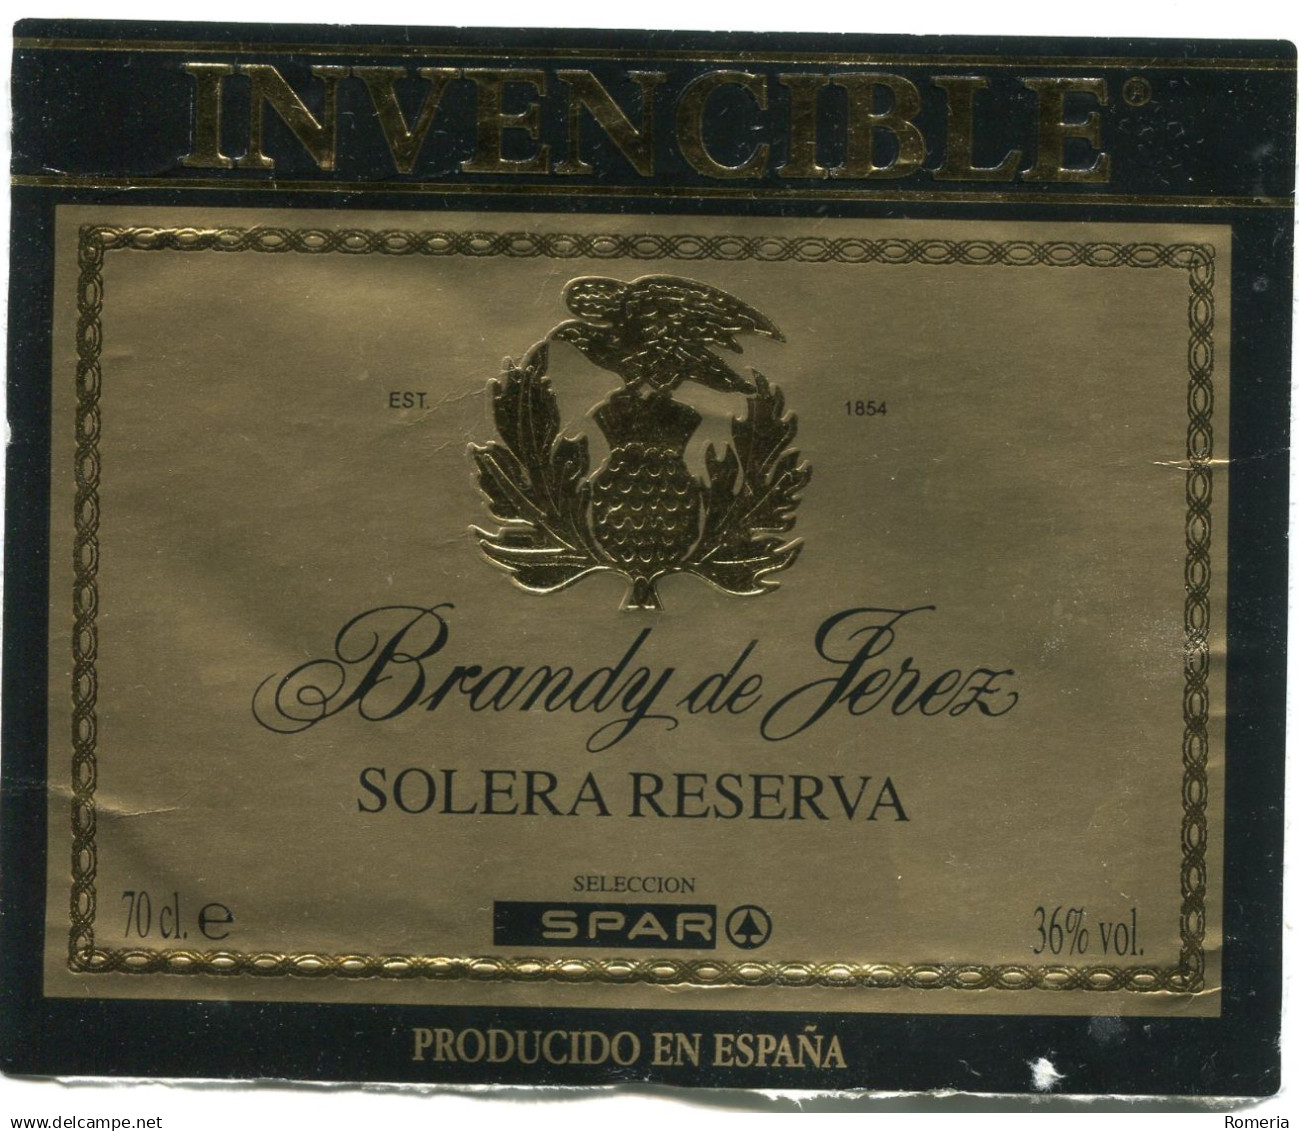 INVENCIBLE®
EST. 1854
Brandy de Jerez
SOLERA RESERVA
SELECCION
SPAR
70 cl. ℮ 36% vol.
PRODUCIDO EN ESPAÑA
www.delcampe.net Romeria